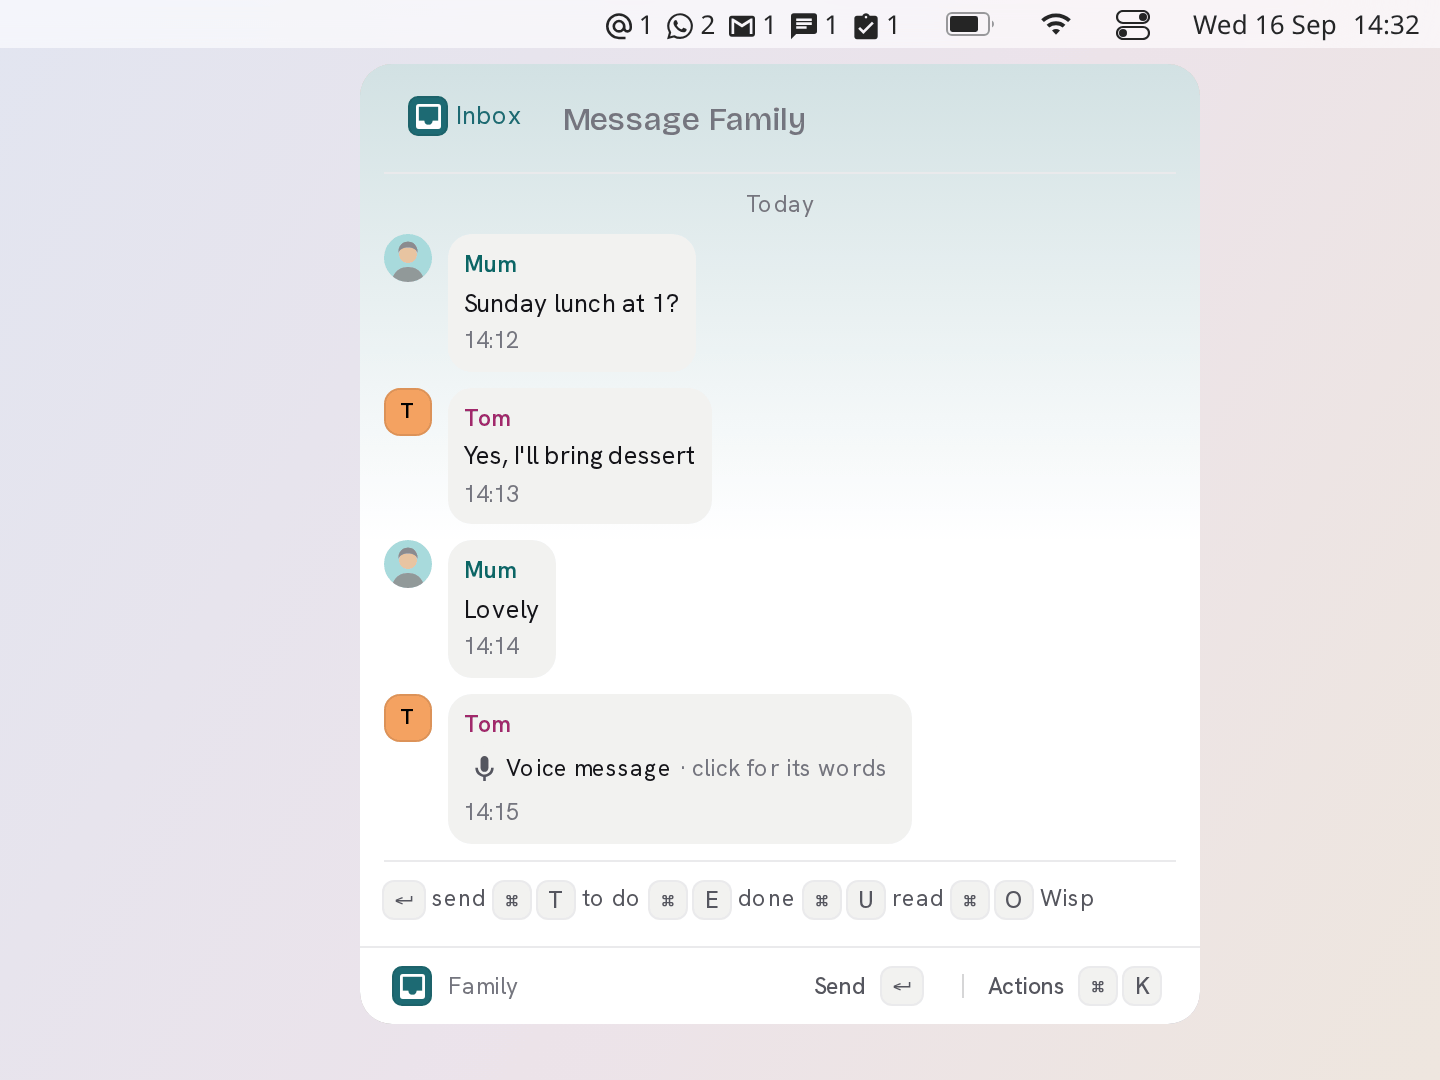 1 2 1 1 1 Wed 16 Sep 14:32
Inbox Message Family
Today
Mum
Sunday lunch at 1?
14:12
T
Tom
Yes, I'll bring dessert
14:13
Mum
Lovely
14:14
T
Tom
Voice message · click for its words
14:15
↵ send ⌘ T to do ⌘ E done ⌘ U read ⌘ O Wisp
Family Send ↵ Actions ⌘ K